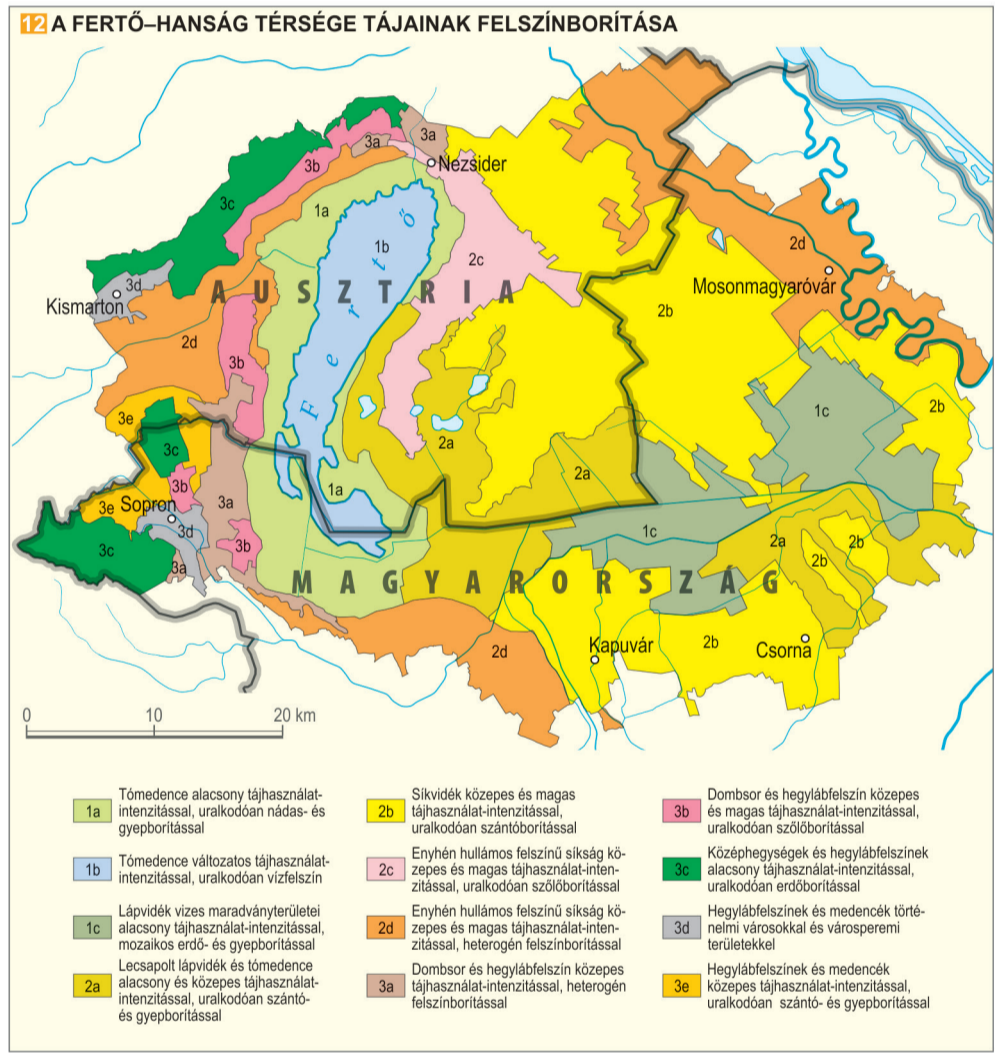 12 A FERTŐ–HANSÁG TÉRSÉGE TÁJAINAK FELSZÍNBORÍTÁSA
3a
3a
Nezsider
3b
3c
1a
Fertő
1b
2c
2d
3d
Kismarton
AUSZTRIA
Mosonmagyaróvár
2b
2d
3b
3e
1c
2b
3c
2a
3b
1a
2a
3a
3e
Sopron
3d
1c
2a
2b
2b
3c
3b
3a
MAGYARORSZÁG
2d
Kapuvár
2b
Csorna
0 10 20 km
1a
Tómedence alacsony tájhasználat-
intenzitással, uralkodóan nádas- és
gyepborítással
1b
Tómedence változatos tájhasználat-
intenzitással, uralkodóan vízfelszín
1c
Lápvidék vizes maradványterületei
alacsony tájhasználat-intenzitással,
mozaikos erdő- és gyepborítással
2a
Lecsapolt lápvidék és tómedence
alacsony és közepes tájhasználat-
intenzitással, uralkodóan szántó-
és gyepborítással
2b
Síkvidék közepes és magas
tájhasználat-intenzitással,
uralkodóan szántóborítással
2c
Enyhén hullámos felszínű síkság kö-
zepes és magas tájhasználat-inten-
zitással, uralkodóan szőlőborítással
2d
Enyhén hullámos felszínű síkság kö-
zepes és magas tájhasználat-inten-
zitással, heterogén felszínborítással
3a
Dombsor és hegylábfelszín közepes
tájhasználat-intenzitással, heterogén
felszínborítással
3b
Dombsor és hegylábfelszín közepes
és magas tájhasználat-intenzitással,
uralkodóan szőlőborítással
3c
Középhegységek és hegylábfelszínek
alacsony tájhasználat-intenzitással,
uralkodóan erdőborítással
3d
Hegylábfelszínek és medencék törté-
nelmi városokkal és városperemi
területekkel
3e
Hegylábfelszínek és medencék
közepes tájhasználat-intenzitással,
uralkodóan szántó- és gyepborítással